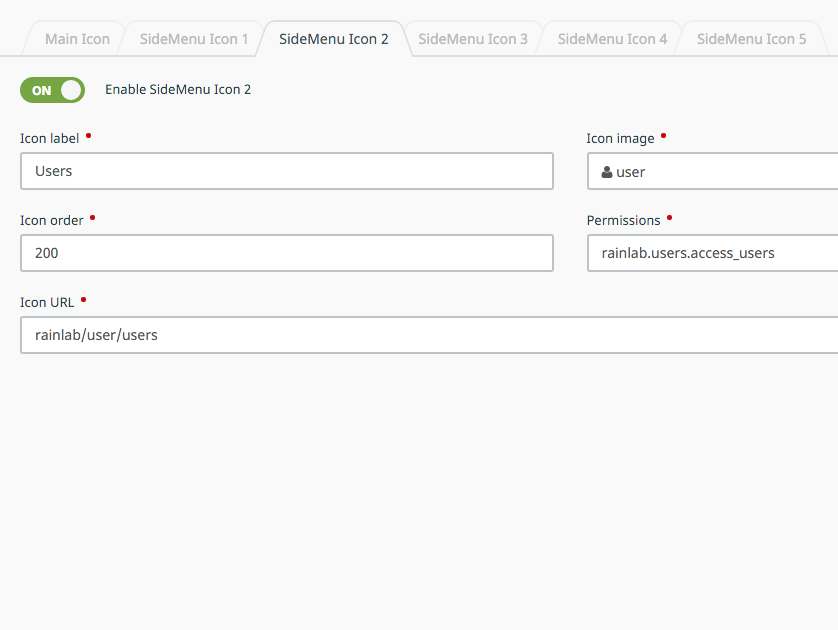 Main Icon SideMenu Icon 1 SideMenu Icon 2 SideMenu Icon 3 SideMenu Icon 4 SideMenu Icon 5
ON Enable SideMenu Icon 2
Icon label Icon image
Users user
Icon order Permissions
200 rainlab.users.access_users
Icon URL
rainlab/user/users